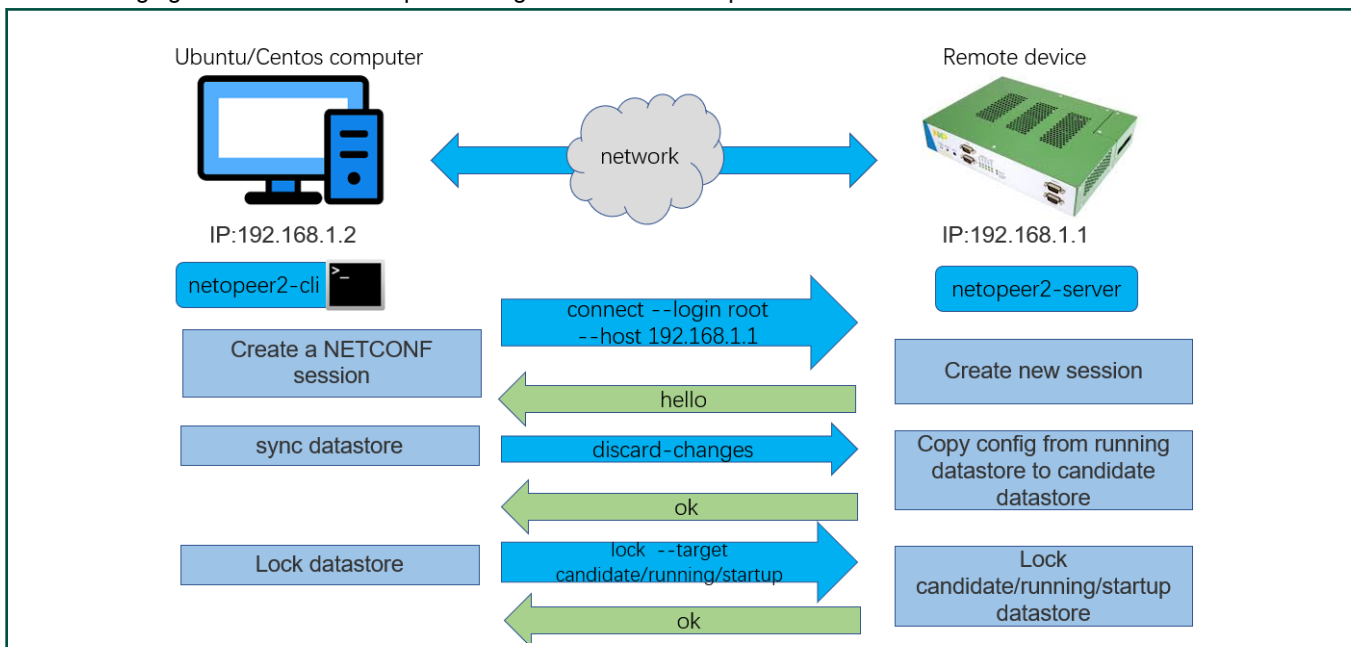 Ubuntu/Centos computer
Remote device
network
IP:192.168.1.2
IP:192.168.1.1
netopeer2-cli
>_
netopeer2-server
connect --login root
--host 192.168.1.1
Create a NETCONF
session
Create new session
hello
sync datastore
discard-changes
Copy config from running
datastore to candidate
datastore
ok
Lock datastore
lock --target
candidate/running/startup
Lock
candidate/running/startup
datastore
ok